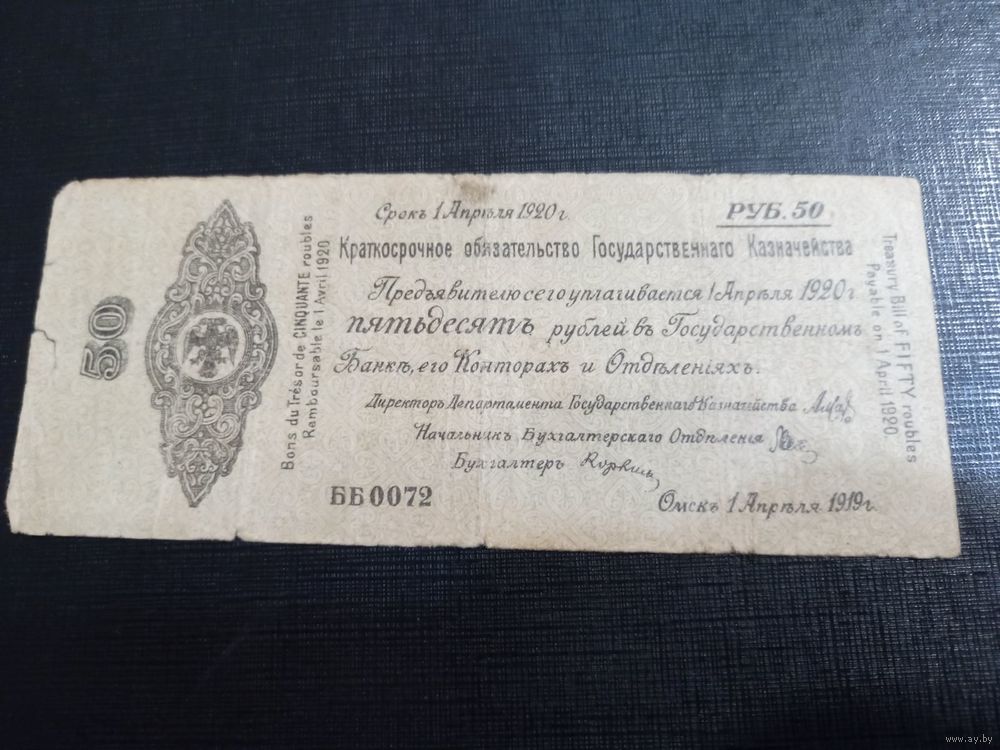 50
Bons du Trésor de CINQUANTE roubles
Remboursable le 1 Avril 1920
Срокъ 1 Апрѣля 1920 г.
РУБ. 50
Краткосрочное обязательство Государственнаго Казначейства
Предъявителю сего уплачивается 1 Апрѣля 1920 г
пятьдесятъ рублей въ Государственномъ
Банкѣ, его Конторахъ и Отдѣленіяхъ.
Директоръ Департамента Государственнаго Казначейства
Начальникъ Бухгалтерскаго Отдѣленія
Бухгалтеръ
ББ 0072
Омскъ 1 Апрѣля 1919 г.
Treasury Bill of FIFTY roubles
Payable on 1 April 1920
www.ay.by